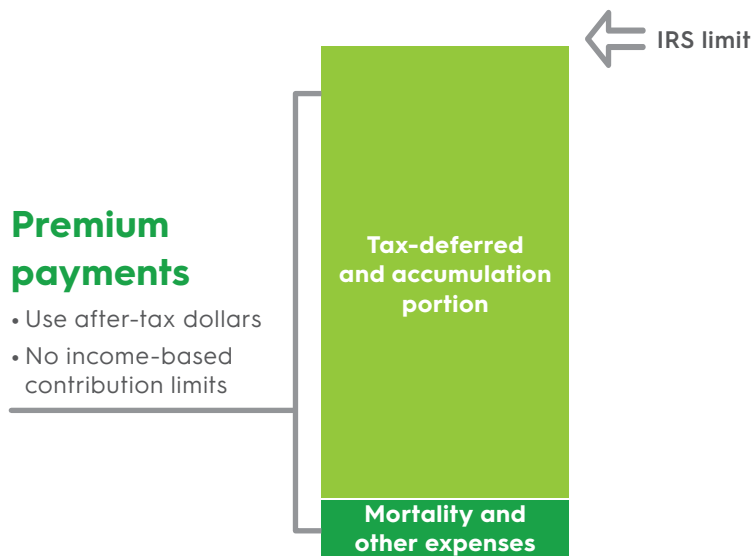 IRS limit
Premium
payments
• Use after-tax dollars
• No income-based
contribution limits
Tax-deferred
and accumulation
portion
Mortality and
other expenses